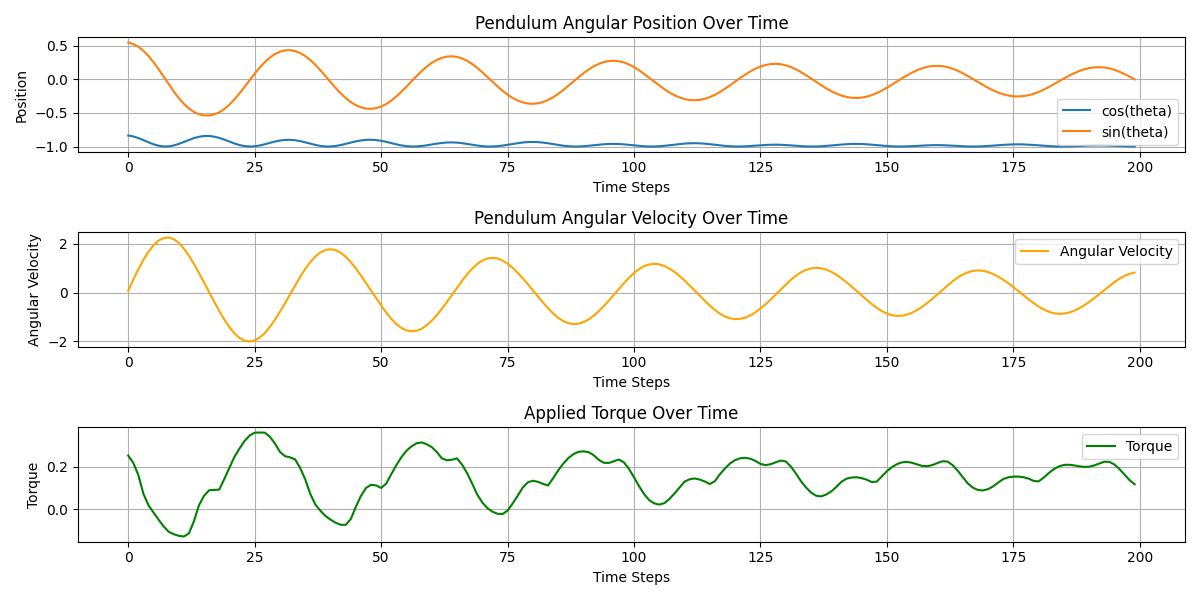 Pendulum Angular Position Over Time
Position
0.5
0.0
−0.5
−1.0
cos(theta)
sin(theta)
0 25 50 75 100 125 150 175 200
Time Steps
Pendulum Angular Velocity Over Time
Angular Velocity
2
0
−2
Angular Velocity
0 25 50 75 100 125 150 175 200
Time Steps
Applied Torque Over Time
Torque
0.2
0.0
Torque
0 25 50 75 100 125 150 175 200
Time Steps